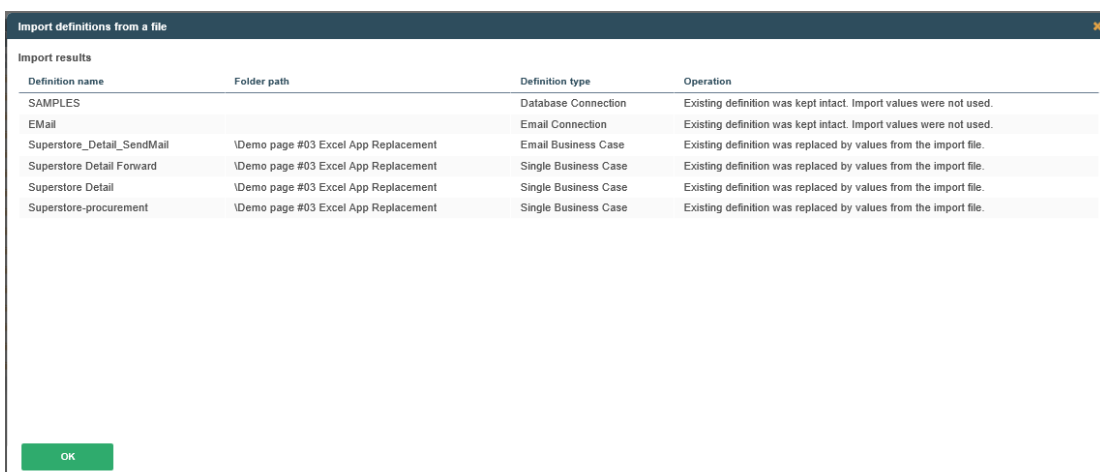 Import definitions from a file
Import results
Definition name Folder path Definition type Operation
SAMPLES Database Connection Existing definition was kept intact. Import values were not used.
EMail Email Connection Existing definition was kept intact. Import values were not used.
Superstore_Detail_SendMail \Demo page #03 Excel App Replacement Email Business Case Existing definition was replaced by values from the import file.
Superstore Detail Forward \Demo page #03 Excel App Replacement Single Business Case Existing definition was replaced by values from the import file.
Superstore Detail \Demo page #03 Excel App Replacement Single Business Case Existing definition was replaced by values from the import file.
Superstore-procurement \Demo page #03 Excel App Replacement Single Business Case Existing definition was replaced by values from the import file.
OK